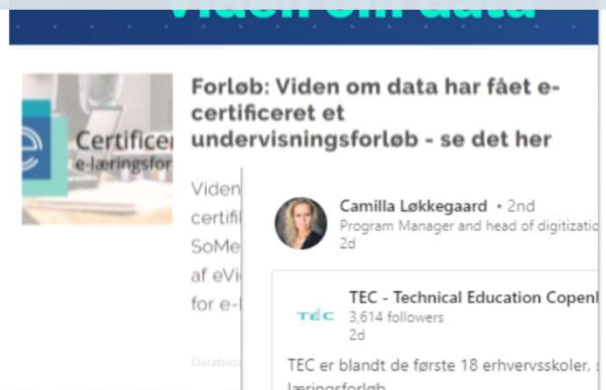 Viden om data
Forløb: Viden om data har fået e-
certificeret et
undervisningsforløb - se det her
Certificer
e-læringsfor
Viden
certifi
SoMe
af eVi
for e-l
Database
Camilla Løkkegaard • 2nd
Program Manager and head of digitizatio
2d
TEC - Technical Education Copenl
TEC
3,614 followers
2d
TEC er blandt de første 18 erhvervsskoler, s
læringsforløb